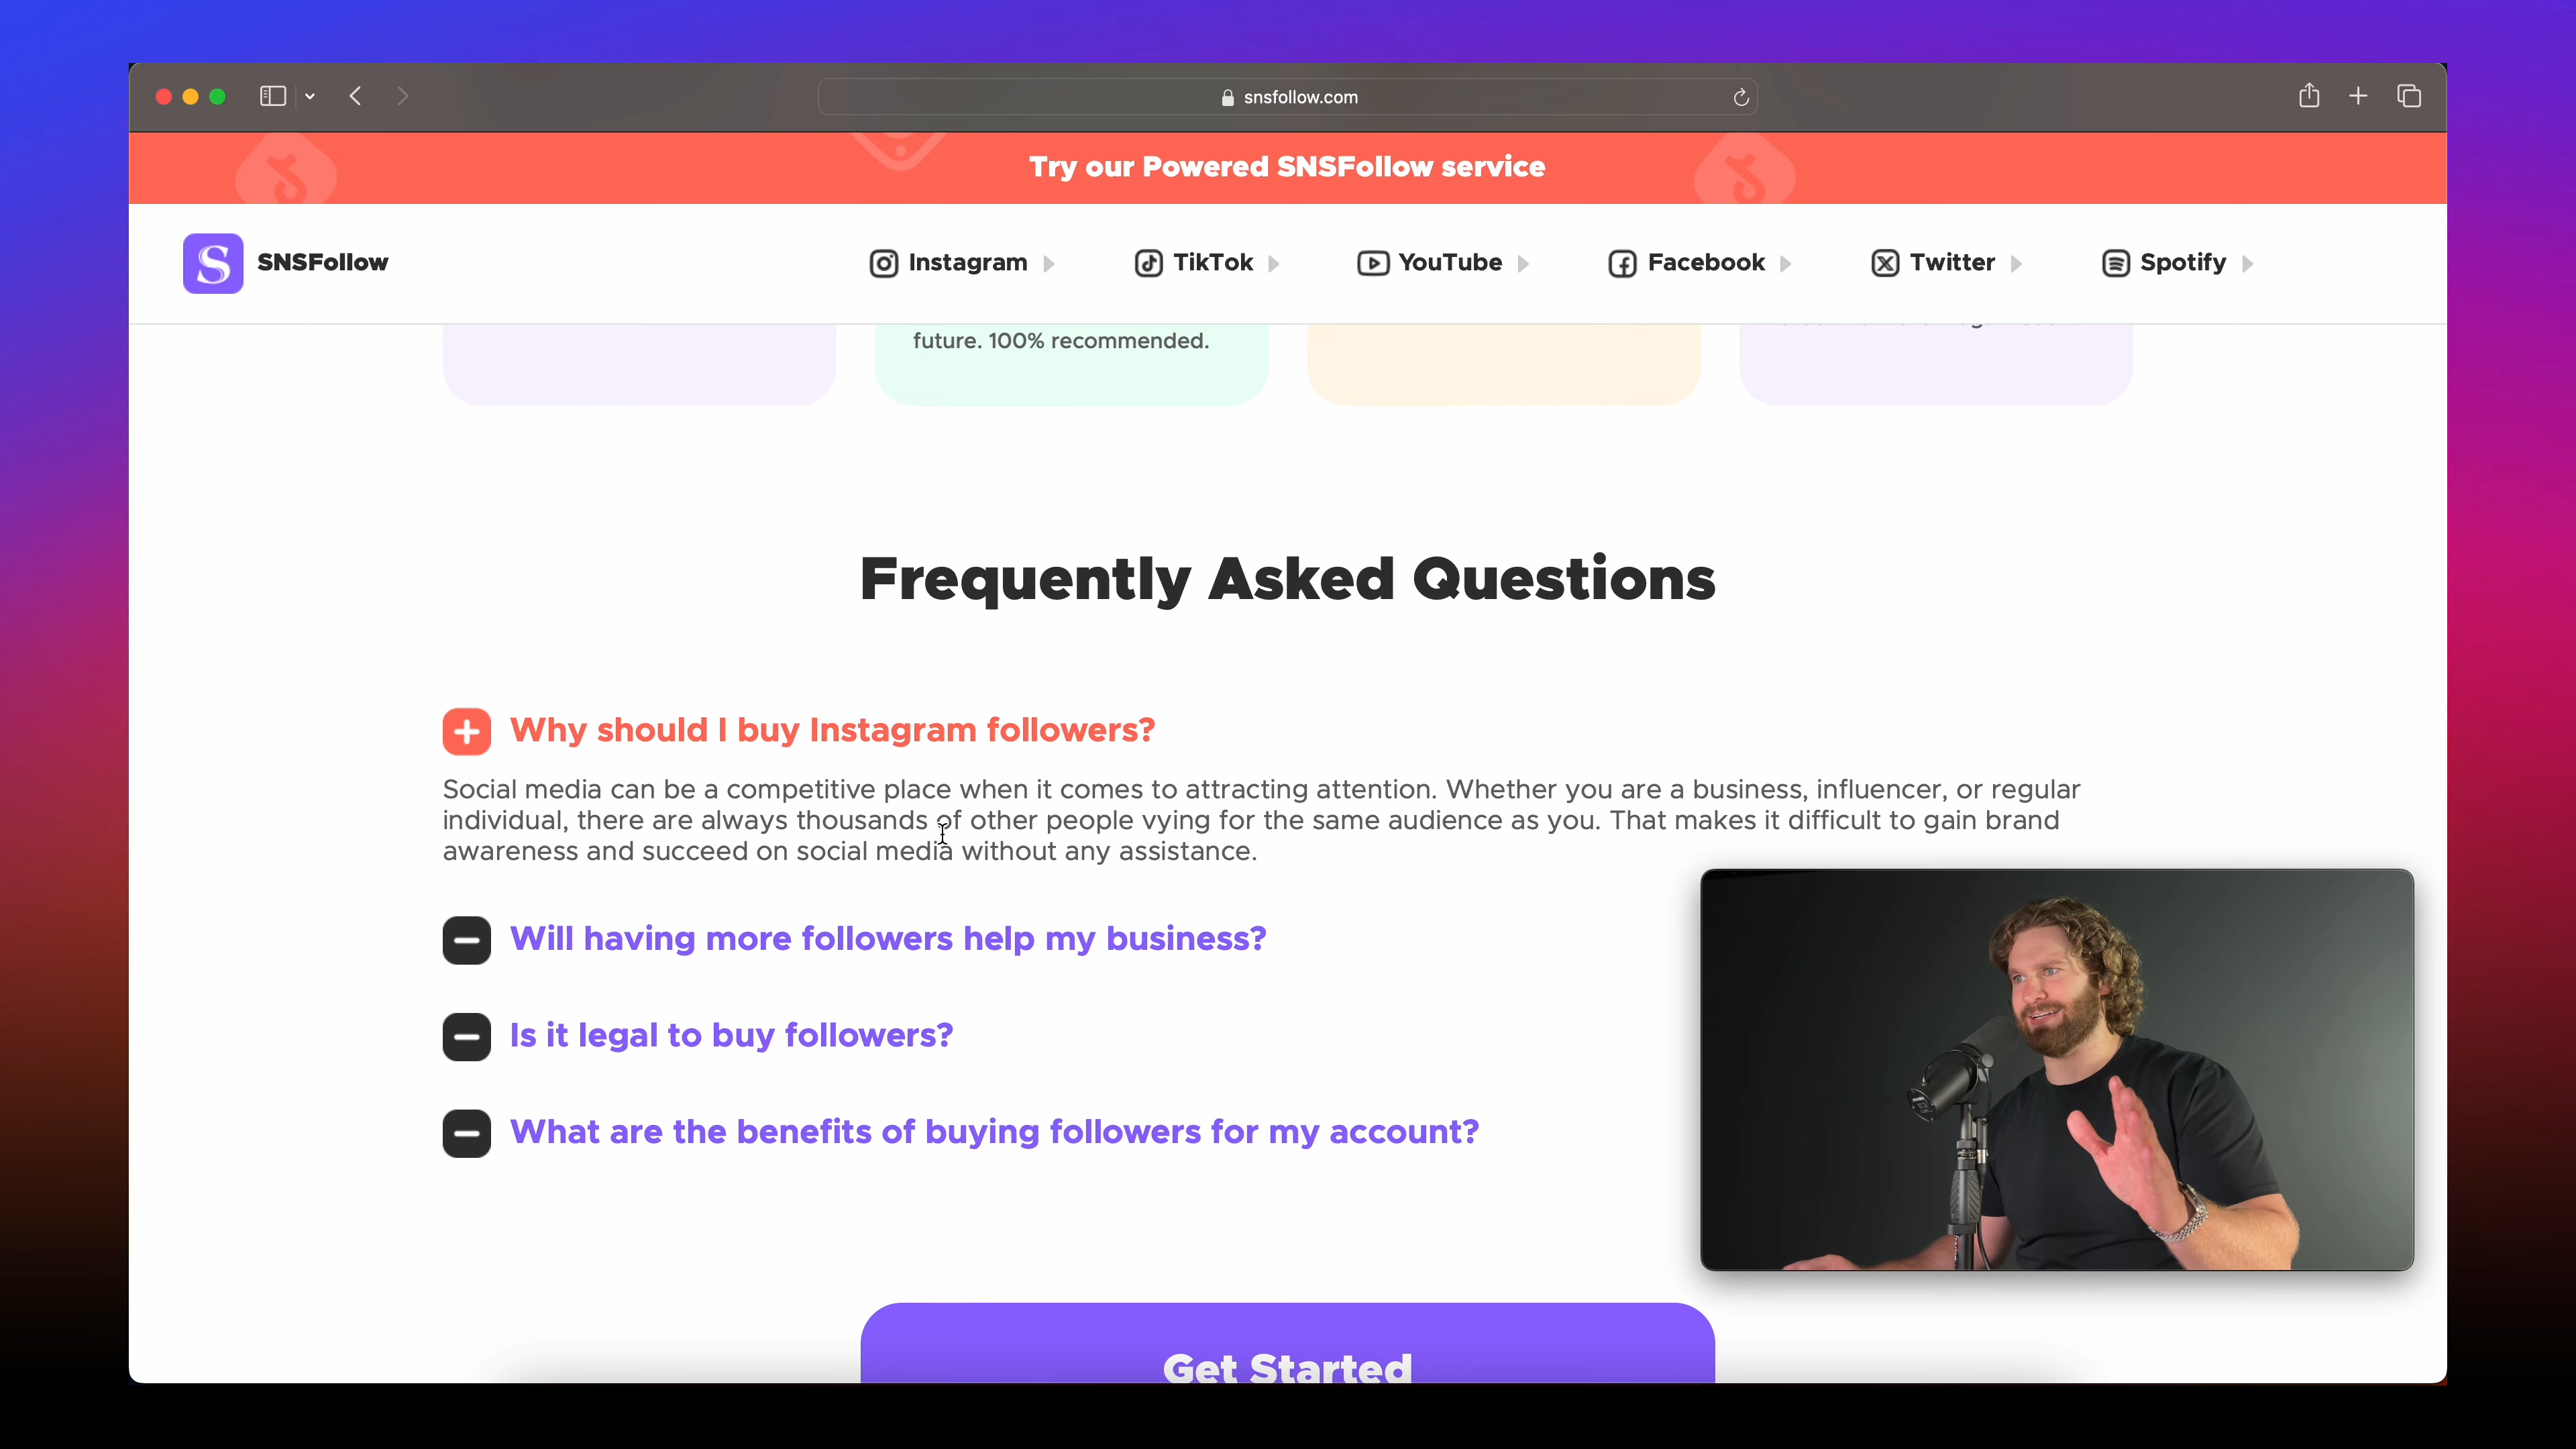 snsfollow.com
Try our Powered SNSFollow service
S
SNSFollow
Instagram
TikTok
YouTube
Facebook
Twitter
Spotify
future. 100% recommended.
Frequently Asked Questions
Why should I buy Instagram followers?
Social media can be a competitive place when it comes to attracting attention. Whether you are a business, influencer, or regular
individual, there are always thousands of other people vying for the same audience as you. That makes it difficult to gain brand
awareness and succeed on social media without any assistance.
Will having more followers help my business?
Is it legal to buy followers?
What are the benefits of buying followers for my account?
Get Started